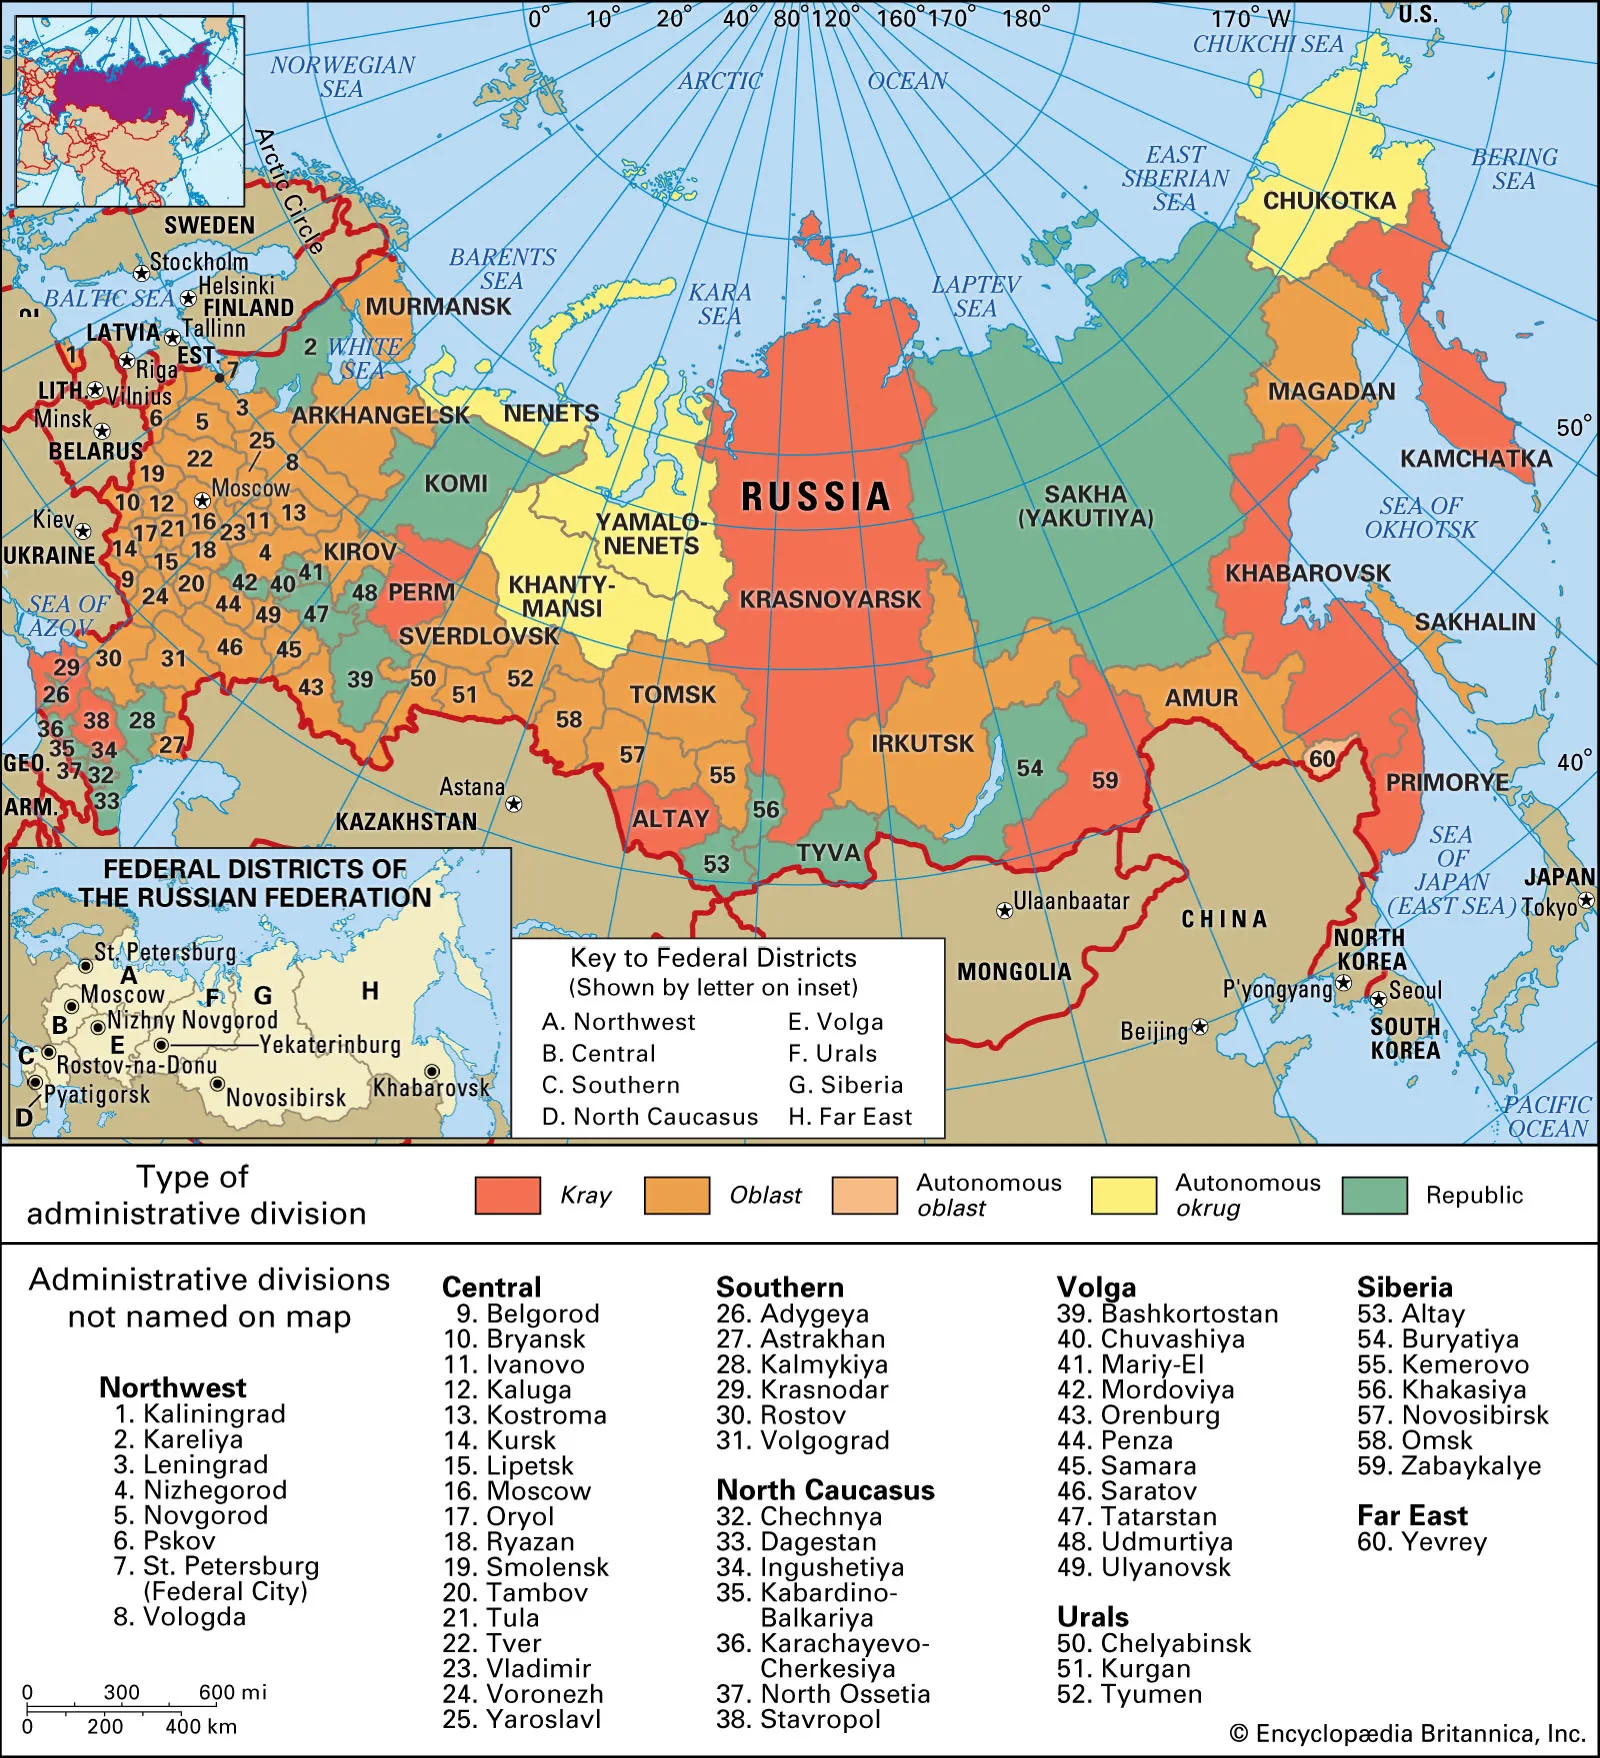 0° 10° 20° 40° 80° 120° 160° 170° 180° 170° W
U.S.
CHUKCHI SEA
NORWEGIAN
SEA
ARCTIC OCEAN
Arctic Circle
EAST
SIBERIAN
SEA
BERING
SEA
CHUKOTKA
SWEDEN
Stockholm
BARENTS
SEA
KARA
SEA
LAPTEV
SEA
BALTIC SEA
Helsinki
FINLAND
MURMANSK
LATVIA
Tallinn
EST.
2
WHITE
SEA
1
Riga
7
LITH.
Vilnius
MAGADAN
Minsk
6
5
3
ARKHANGELSK
NENETS
50°
BELARUS
25
22
8
KAMCHATKA
19
KOMI
Moscow
RUSSIA
SAKHA
(YAKUTIYA)
SEA OF
OKHOTSK
10
12
Kiev
16
11
13
17
21
23
YAMALO-
NENETS
UKRAINE
14
15
18
4
KIROV
9
20
42
40
41
48
PERM
KHANTY-
MANSI
KRASNOYARSK
KHABAROVSK
24
44
49
47
SEA OF
AZOV
SAKHALIN
SVERDLOVSK
29
30
31
46
45
26
43
39
50
51
52
TOMSK
AMUR
36
38
28
58
35
34
27
IRKUTSK
GEO.
37
32
57
55
54
59
60
40°
PRIMORYE
ARM.
33
Astana
56
KAZAKHSTAN
ALTAY
53
TYVA
SEA
OF
JAPAN
(EAST SEA)
JAPAN
Tokyo
Ulaanbaatar
CHINA
MONGOLIA
NORTH
KOREA
P'yongyang
Seoul
Beijing
SOUTH
KOREA
PACIFIC
OCEAN
FEDERAL DISTRICTS OF
THE RUSSIAN FEDERATION
St. Petersburg
A
Moscow
F
G
H
B
Nizhny Novgorod
E
Yekaterinburg
C
Rostov-na-Donu
Pyatigorsk
D
Novosibirsk
Khabarovsk
Key to Federal Districts
(Shown by letter on inset)
A. Northwest
B. Central
C. Southern
D. North Caucasus
E. Volga
F. Urals
G. Siberia
H. Far East
Type of
administrative division
Kray
Oblast
Autonomous
oblast
Autonomous
okrug
Republic
Administrative divisions
not named on map
Northwest
1. Kaliningrad
2. Kareliya
3. Leningrad
4. Nizhegorod
5. Novgorod
6. Pskov
7. St. Petersburg
(Federal City)
8. Vologda
Central
9. Belgorod
10. Bryansk
11. Ivanovo
12. Kaluga
13. Kostroma
14. Kursk
15. Lipetsk
16. Moscow
17. Oryol
18. Ryazan
19. Smolensk
20. Tambov
21. Tula
22. Tver
23. Vladimir
24. Voronezh
25. Yaroslavl
Southern
26. Adygeya
27. Astrakhan
28. Kalmykiya
29. Krasnodar
30. Rostov
31. Volgograd
North Caucasus
32. Chechnya
33. Dagestan
34. Ingushetiya
35. Kabardino-
Balkariya
36. Karachayevo-
Cherkesiya
37. North Ossetia
38. Stavropol
Volga
39. Bashkortostan
40. Chuvashiya
41. Mariy-El
42. Mordoviya
43. Orenburg
44. Penza
45. Samara
46. Saratov
47. Tatarstan
48. Udmurtiya
49. Ulyanovsk
Urals
50. Chelyabinsk
51. Kurgan
52. Tyumen
Siberia
53. Altay
54. Buryatiya
55. Kemerovo
56. Khakasiya
57. Novosibirsk
58. Omsk
59. Zabaykalye
Far East
60. Yevrey
0 300 600 mi
0 200 400 km
© Encyclopædia Britannica, Inc.